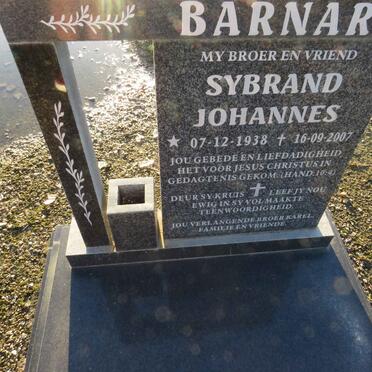 BARNAR
MY BROER EN VRIEND
SYBRAND
JOHANNES
★ 07-12-1938 ✝ 16-09-2007
JOU GEBEDE EN LIEFDADIGHEID
HET VOOR JESUS CHRISTUS IN
GEDAGTENIS GEKOM. (HAND.10:4)
DEUR SY KRUIS ✝ LEEF JY NOU
EWIG IN SY VOLMAAKTE
TEENWOORDIGHEID.
JOU VERLANGENDE BROER KAREL,
FAMILIE EN VRIENDE.